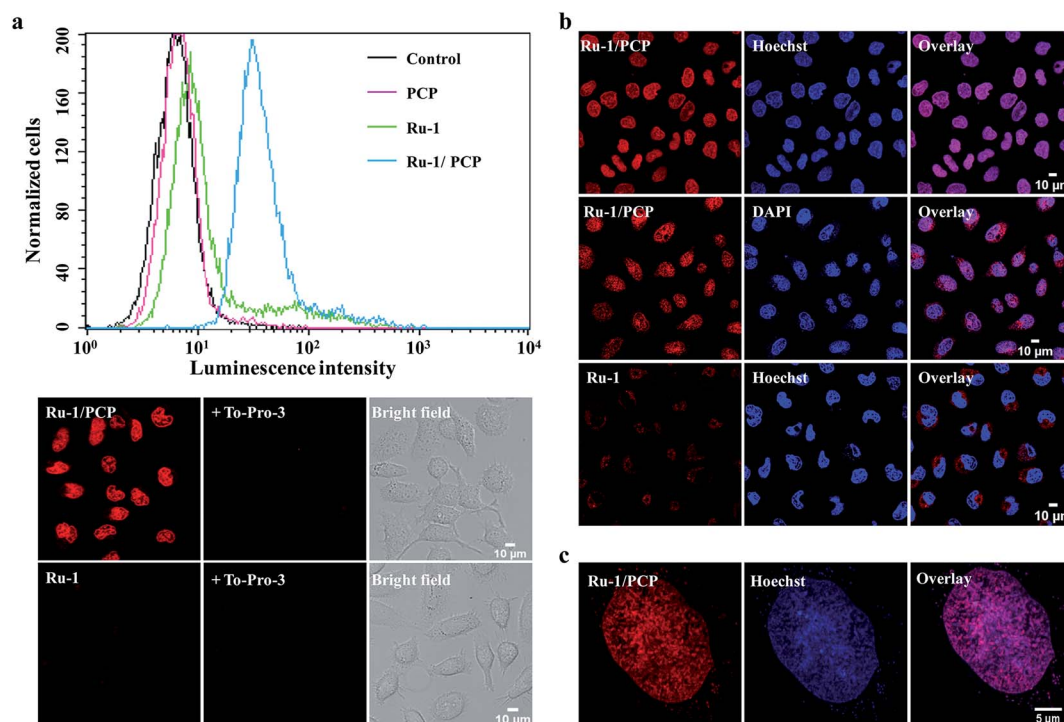 a
200
160
120
80
40
0
Normalized cells
Control
PCP
Ru-1
Ru-1/ PCP
10⁰ 10¹ 10² 10³ 10⁴
Luminescence intensity
Ru-1/PCP + To-Pro-3 Bright field
10 µm
Ru-1 + To-Pro-3 Bright field
10 µm
b
Ru-1/PCP Hoechst Overlay
10 µm
Ru-1/PCP DAPI Overlay
10 µm
Ru-1 Hoechst Overlay
10 µm
c
Ru-1/PCP Hoechst Overlay
5 µm